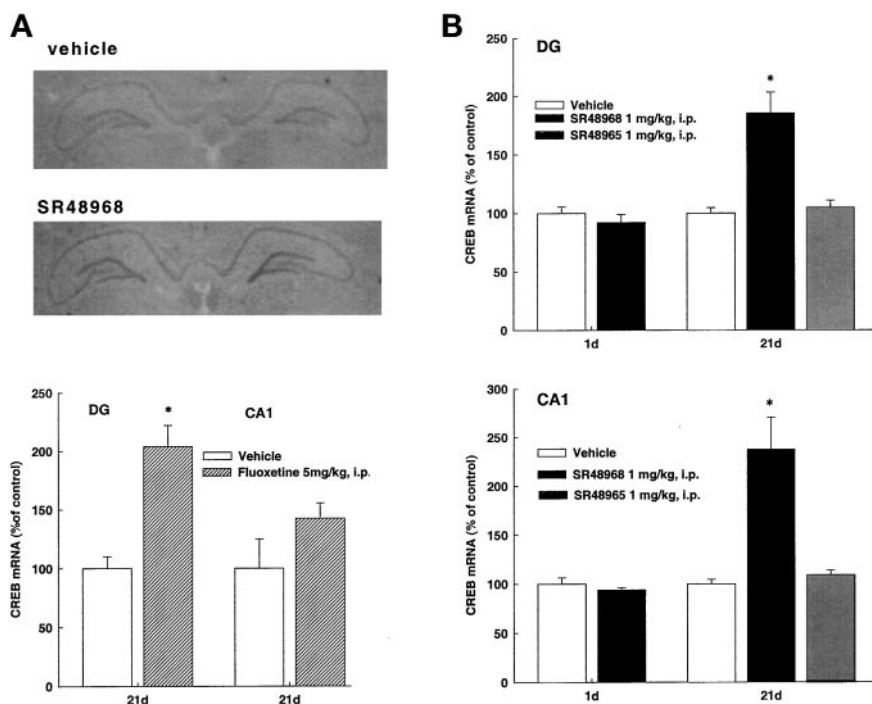 A
vehicle
SR48968
CREB mRNA (%of control)
250
200
150
100
50
0
DG
*
CA1
Vehicle
Fluoxetine 5mg/kg, i.p.
21d
21d
B
CREB mRNA (% of control)
250
200
150
100
50
0
DG
*
Vehicle
SR48968 1 mg/kg, i.p.
SR48965 1 mg/kg, i.p.
1d
21d
CREB mRNA (% of control)
300
250
200
150
100
50
0
CA1
*
Vehicle
SR48968 1 mg/kg, i.p.
SR48965 1 mg/kg, i.p.
1d
21d